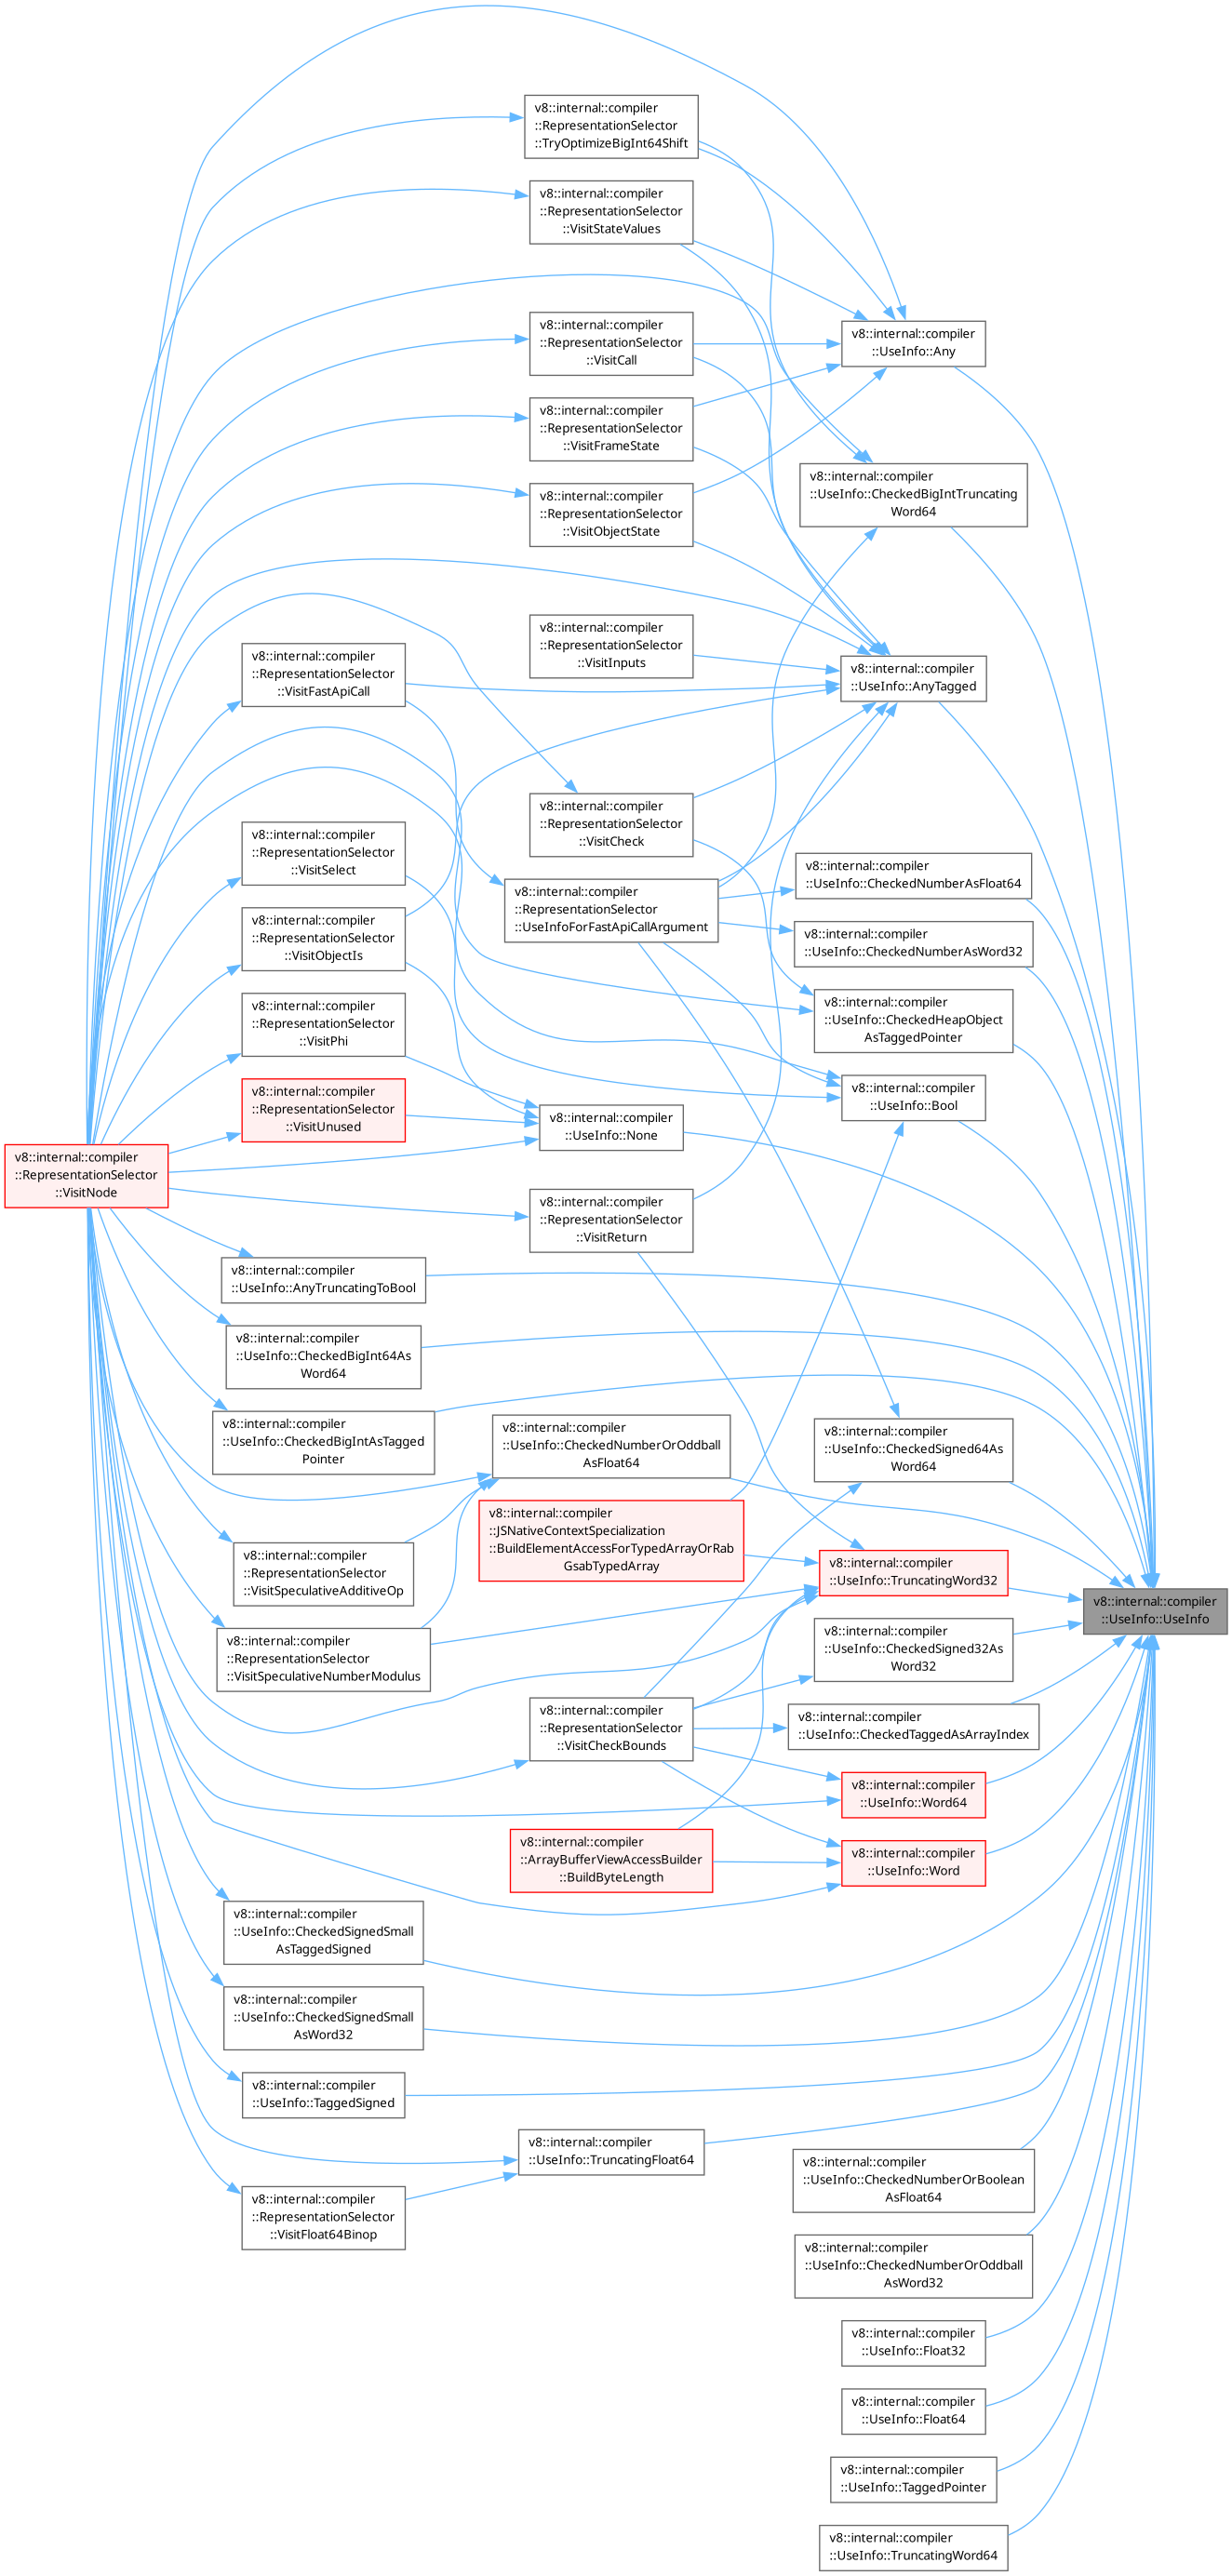 v8::internal::compiler
::RepresentationSelector
::TryOptimizeBigInt64Shift
v8::internal::compiler
::RepresentationSelector
::VisitStateValues
v8::internal::compiler
::RepresentationSelector
::VisitCall
v8::internal::compiler
::UseInfo::Any
v8::internal::compiler
::RepresentationSelector
::VisitFrameState
v8::internal::compiler
::UseInfo::CheckedBigIntTruncating
Word64
v8::internal::compiler
::RepresentationSelector
::VisitObjectState
v8::internal::compiler
::RepresentationSelector
::VisitInputs
v8::internal::compiler
::RepresentationSelector
::VisitFastApiCall
v8::internal::compiler
::UseInfo::AnyTagged
v8::internal::compiler
::RepresentationSelector
::VisitCheck
v8::internal::compiler
::RepresentationSelector
::VisitSelect
v8::internal::compiler
::UseInfo::CheckedNumberAsFloat64
v8::internal::compiler
::RepresentationSelector
::UseInfoForFastApiCallArgument
v8::internal::compiler
::RepresentationSelector
::VisitObjectIs
v8::internal::compiler
::UseInfo::CheckedNumberAsWord32
v8::internal::compiler
::UseInfo::CheckedHeapObject
AsTaggedPointer
v8::internal::compiler
::RepresentationSelector
::VisitPhi
v8::internal::compiler
::UseInfo::Bool
v8::internal::compiler
::RepresentationSelector
::VisitUnused
v8::internal::compiler
::UseInfo::None
v8::internal::compiler
::RepresentationSelector
::VisitNode
v8::internal::compiler
::RepresentationSelector
::VisitReturn
v8::internal::compiler
::UseInfo::AnyTruncatingToBool
v8::internal::compiler
::UseInfo::CheckedBigInt64As
Word64
v8::internal::compiler
::UseInfo::CheckedBigIntAsTagged
Pointer
v8::internal::compiler
::UseInfo::CheckedNumberOrOddball
AsFloat64
v8::internal::compiler
::UseInfo::CheckedSigned64As
Word64
v8::internal::compiler
::JSNativeContextSpecialization
::BuildElementAccessForTypedArrayOrRab
GsabTypedArray
v8::internal::compiler
::RepresentationSelector
::VisitSpeculativeAdditiveOp
v8::internal::compiler
::UseInfo::TruncatingWord32
v8::internal::compiler
::UseInfo::UseInfo
v8::internal::compiler
::RepresentationSelector
::VisitSpeculativeNumberModulus
v8::internal::compiler
::UseInfo::CheckedSigned32As
Word32
v8::internal::compiler
::RepresentationSelector
::VisitCheckBounds
v8::internal::compiler
::UseInfo::CheckedTaggedAsArrayIndex
v8::internal::compiler
::UseInfo::Word64
v8::internal::compiler
::ArrayBufferViewAccessBuilder
::BuildByteLength
v8::internal::compiler
::UseInfo::Word
v8::internal::compiler
::UseInfo::CheckedSignedSmall
AsTaggedSigned
v8::internal::compiler
::UseInfo::CheckedSignedSmall
AsWord32
v8::internal::compiler
::UseInfo::TaggedSigned
v8::internal::compiler
::UseInfo::TruncatingFloat64
v8::internal::compiler
::UseInfo::CheckedNumberOrBoolean
AsFloat64
v8::internal::compiler
::RepresentationSelector
::VisitFloat64Binop
v8::internal::compiler
::UseInfo::CheckedNumberOrOddball
AsWord32
v8::internal::compiler
::UseInfo::Float32
v8::internal::compiler
::UseInfo::Float64
v8::internal::compiler
::UseInfo::TaggedPointer
v8::internal::compiler
::UseInfo::TruncatingWord64